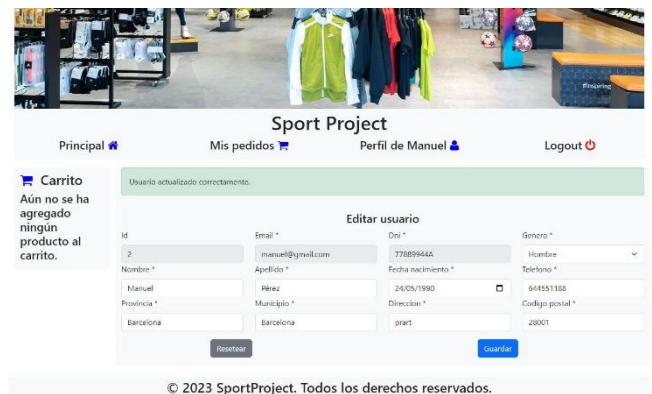 #Inspiring
Sport Project
Principal
Mis pedidos
Perfil de Manuel
Logout
Carrito
Aún no se ha
agregado
ningún
producto al
carrito.
Usuario actualizado correctamente.
Editar usuario
Id
Email *
Dni *
Genero *
2
manuel@gmail.com
77889944A
Hombre
Nombre *
Apellido *
Fecha nacimiento *
Telefono *
Manuel
Pérez
24/05/1990
644551188
Provincia *
Municipio *
Direccion *
Codigo postal *
Barcelona
Barcelona
prart
28001
Resetear
Guardar
© 2023 SportProject. Todos los derechos reservados.